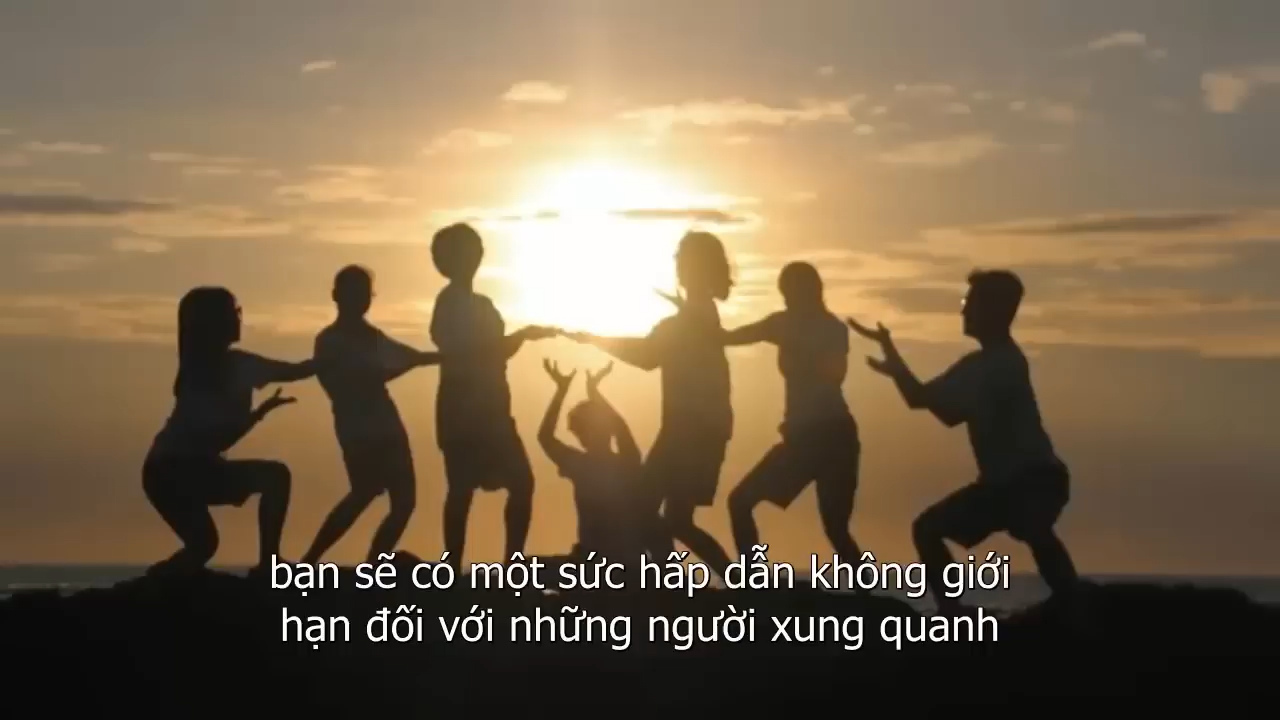 bạn sẽ có một sức hấp dẫn không giới
hạn đối với những người xung quanh